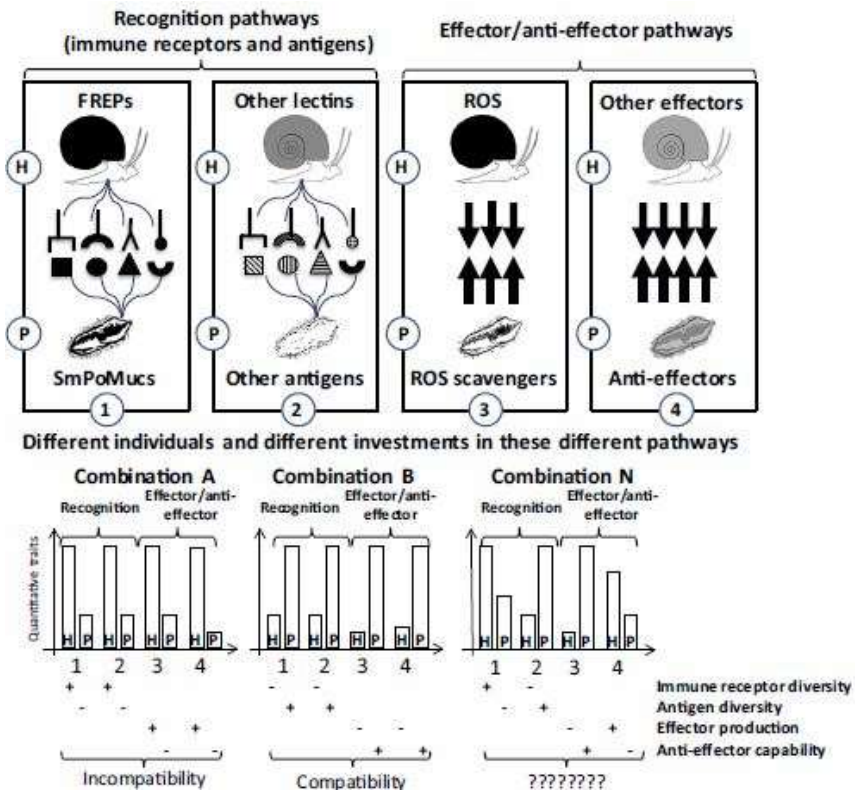 Recognition pathways
(immune receptors and antigens)
Effector/anti-effector pathways
FREPs
Other lectins
ROS
Other effectors
H
H
H
H
P
P
P
P
SmPoMucs
Other antigens
ROS scavengers
Anti-effectors
1
2
3
4
Different individuals and different investments in these different pathways
Combination A
Combination B
Combination N
Recognition
Effector/anti-
effector
Recognition
Effector/anti-
effector
Recognition
Effector/anti-
effector
Quantitative traits
H P H P H P H P
H P H P H P H P
H P H P H P H P
1 2 3 4
1 2 3 4
1 2 3 4
+ + - - + - Immune receptor diversity
- - + + - + Antigen diversity
+ + - - - + Effector production
- - + + + - Anti-effector capability
Incompatibility
Compatibility
????????